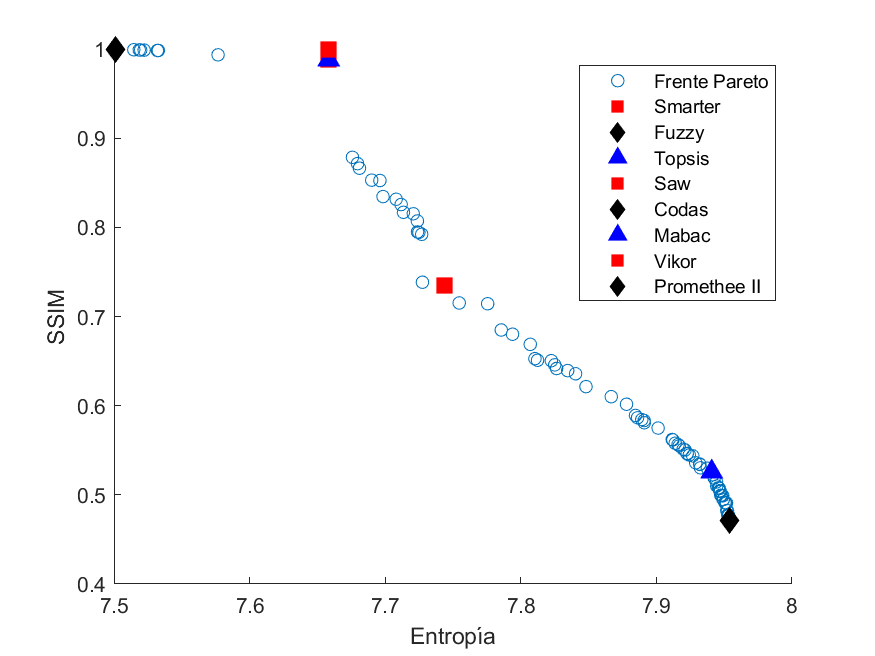 1
0.9
0.8
0.7
0.6
0.5
0.4
SSIM
7.5
7.6
7.7
7.8
7.9
8
Entropía
Frente Pareto
Smarter
Fuzzy
Topsis
Saw
Codas
Mabac
Vikor
Promethee II